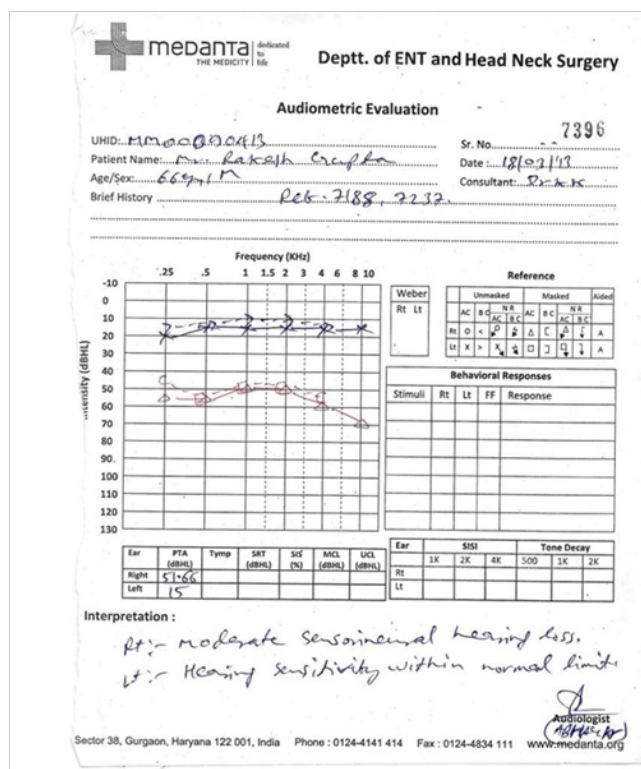 medanta dedicated to life
THE MEDICITY
Deptt. of ENT and Head Neck Surgery
Audiometric Evaluation
7396
UHID: MM00090413 Sr. No.
Patient Name: Mr. Rakesh Gupta Date: 18/03/13
Age/Sex: 66y/M Consultant: Dr KK
Brief History Ref. 7188, 7237.
Frequency (KHz)
.25 .5 1 1.5 2 3 4 6 8 10
-10
0
10
20
30
40
50
60
70
80
90
100
110
120
130
(dBHL)
Weber
Rt Lt
Reference
Unmasked Masked Aided
AC BC NR AC BC NR
AC BC AC BC
Rt O < Δ [ A
Lt X > □ ] A
Behavioral Responses
Stimuli Rt Lt FF Response
Ear PTA (dBHL) Tymp SRT (dBHL) SIS (%) MCL (dBHL) UCL (dBHL)
Right 51.66
Left 15
Ear SISI Tone Decay
1K 2K 4K 500 1K 2K
Rt
Lt
Interpretation :
Rt:- Moderate sensorineural hearing loss.
Lt:- Hearing sensitivity within normal limits
Audiologist
Sector 38, Gurgaon, Haryana 122 001, India Phone : 0124-4141 414 Fax : 0124-4834 111 www.medanta.org